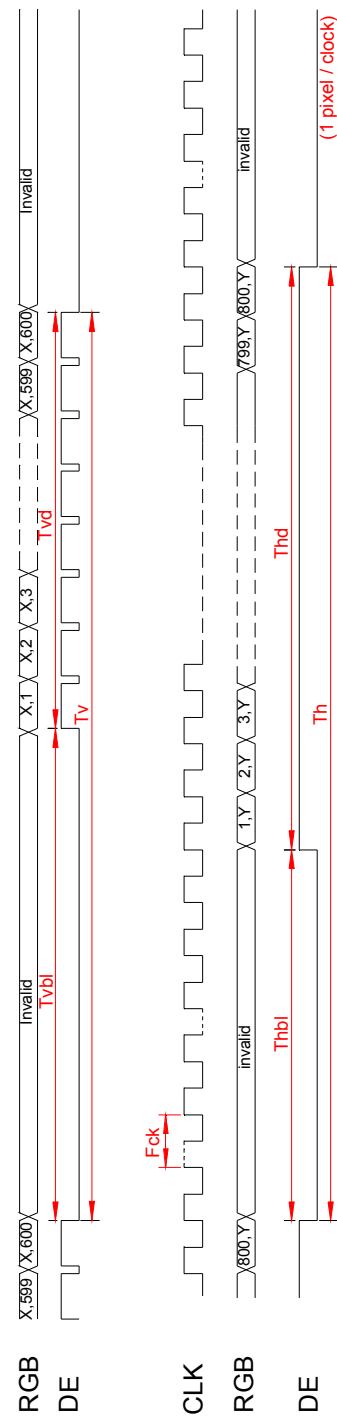 RGB
X,599
X,600
Invalid
X,1
X,2
X,3
X,599
X,600
Invalid
DE
Tvbl
Tvd
Tv
CLK
Fck
RGB
800,Y
invalid
1,Y
2,Y
3,Y
799,Y
800,Y
invalid
DE
Thbl
Thd
Th
(1 pixel / clock)